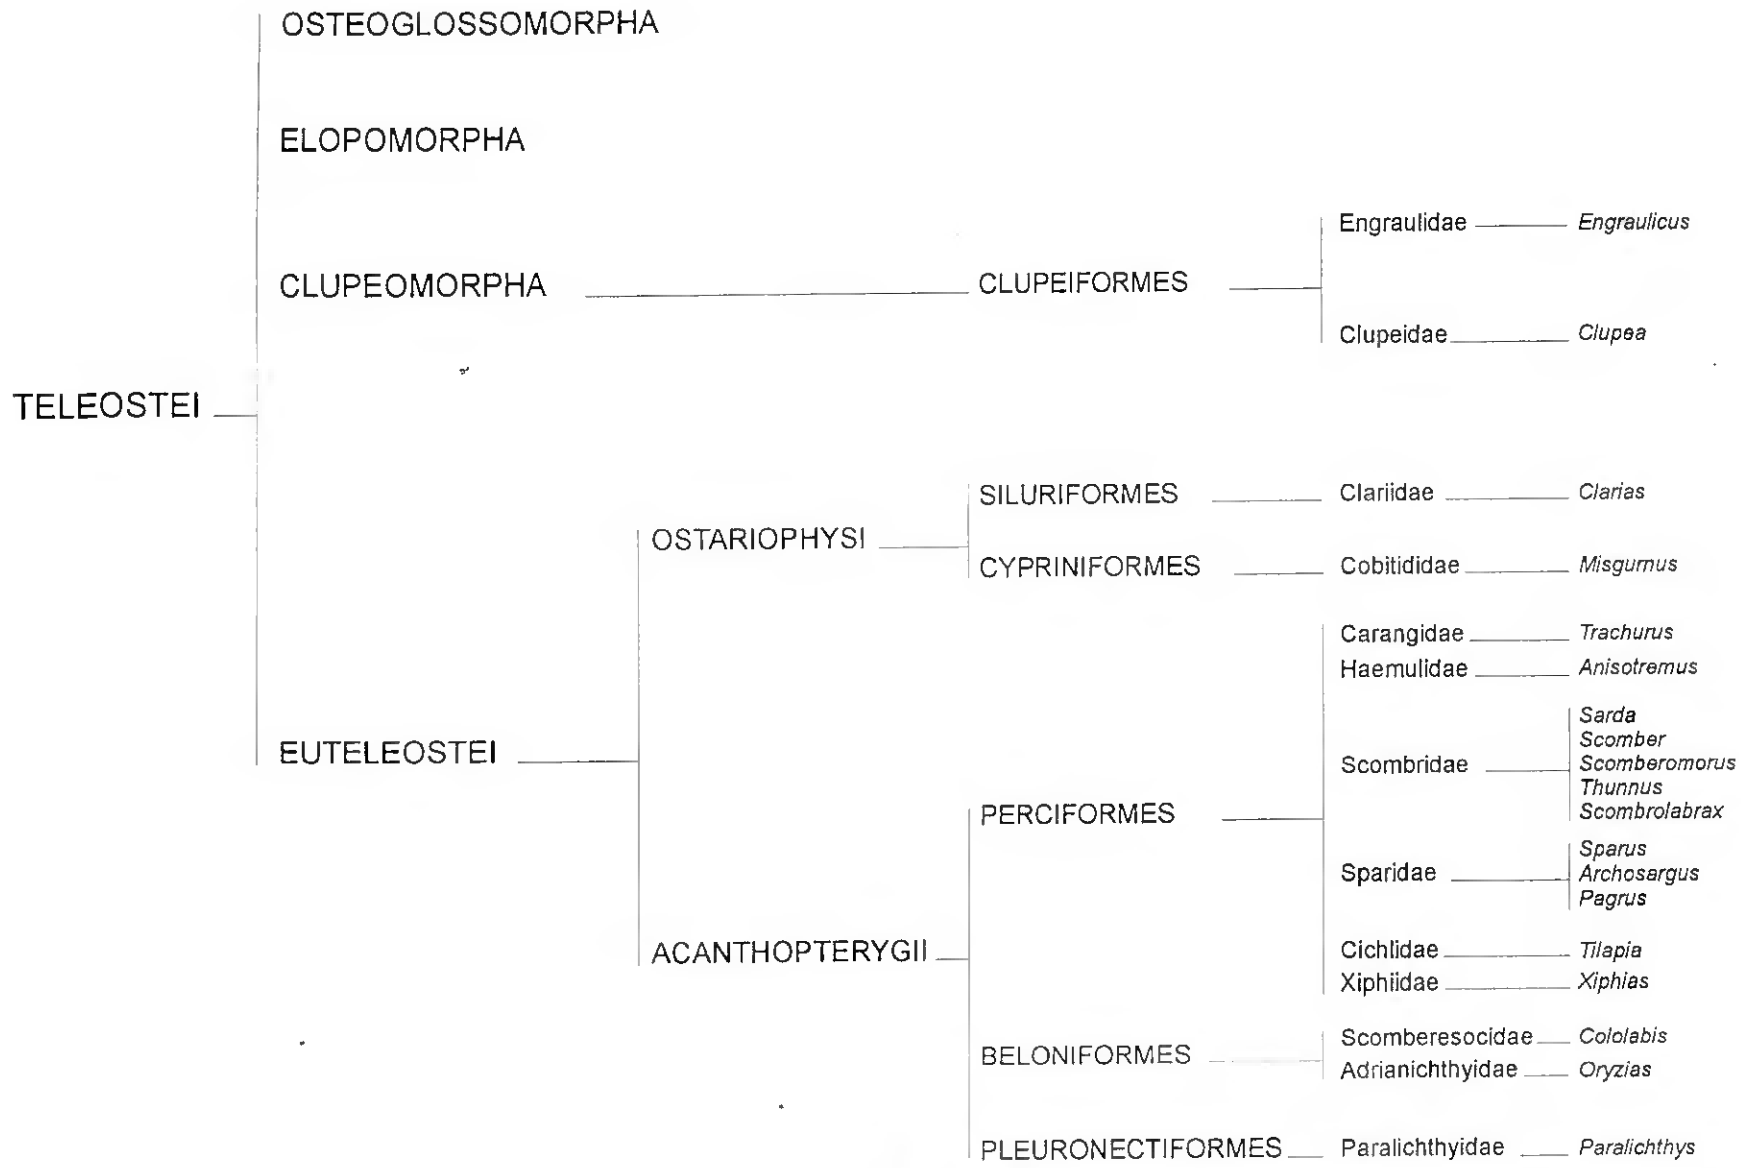 OSTEOGLOSSOMORPHA
ELOPOMORPHA
Engraulidae Engraulicus
CLUPEOMORPHA CLUPEIFORMES
Clupeidae Clupea
TELEOSTEI
SILURIFORMES Clariidae Clarias
OSTARIOPHYSI
CYPRINIFORMES Cobitididae Misgurnus
Carangidae Trachurus
Haemulidae Anisotremus
Sarda
Scomber
EUTELEOSTEI
Scombridae Scomberomorus
Thunnus
PERCIFORMES Scombrolabrax
Sparus
Sparidae Archosargus
Pagrus
ACANTHOPTERYGII Cichlidae Tilapia
Xiphiidae Xiphias
Scomberesocidae Cololabis
BELONIFORMES
Adrianichthyidae Oryzias
PLEURONECTIFORMES Paralichthyidae Paralichthys